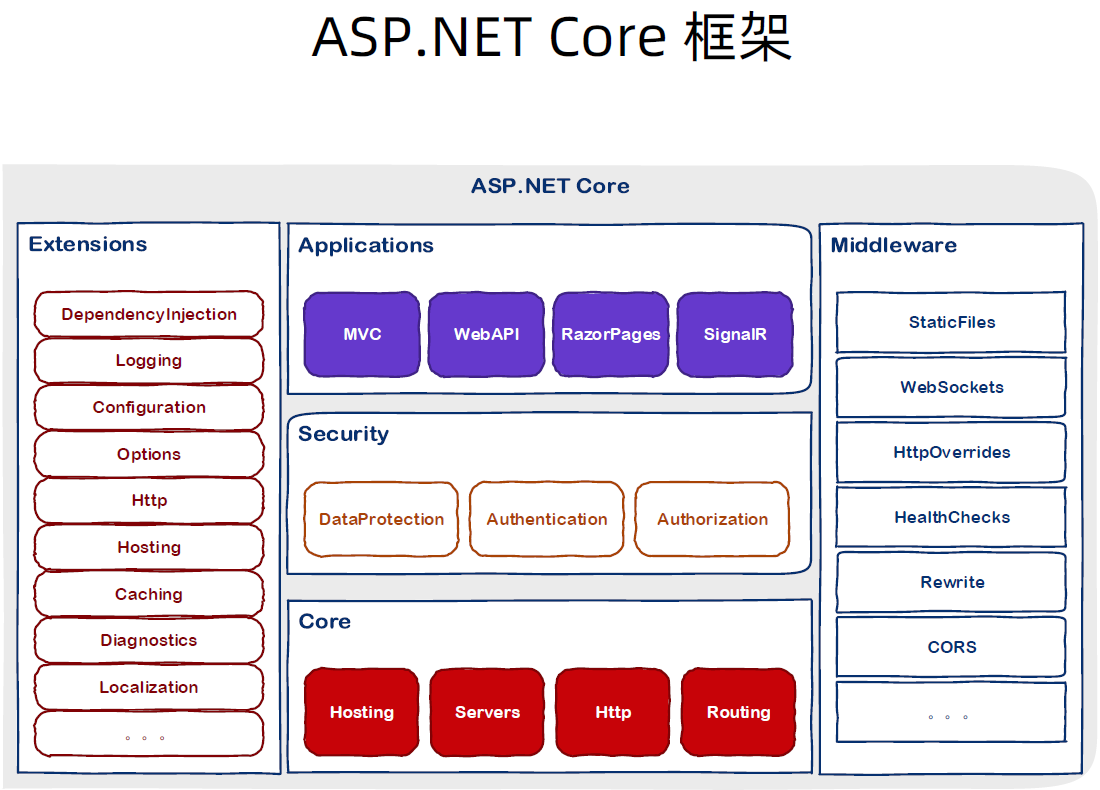 ASP.NET Core 框架
ASP.NET Core
Extensions
DependencyInjection
Logging
Configuration
Options
Http
Hosting
Caching
Diagnostics
Localization
。。。
Applications
MVC
WebAPI
RazorPages
SignalR
Security
DataProtection
Authentication
Authorization
Core
Hosting
Servers
Http
Routing
Middleware
StaticFiles
WebSockets
HttpOverrides
HealthChecks
Rewrite
CORS
。。。